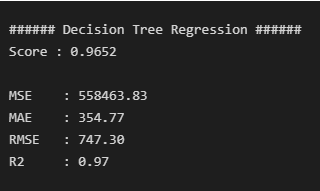 ###### Decision Tree Regression ######
Score : 0.9652
MSE    : 558463.83
MAE    : 354.77
RMSE   : 747.30
R2     : 0.97